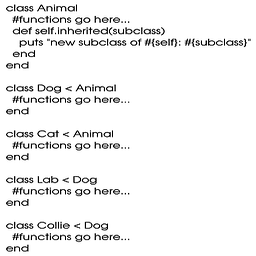 class Animal
  #functions go here...
  def self.inherited(subclass)
    puts "new subclass of #{self}: #{subclass}"
  end
end

class Dog < Animal
  #functions go here...
end

class Cat < Animal
  #functions go here...
end

class Lab < Dog
  #functions go here...
end

class Collie < Dog
  #functions go here...
end